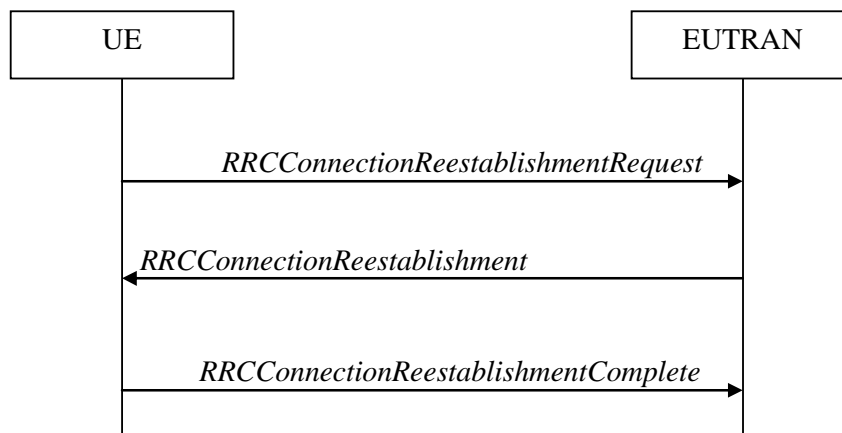 UE
EUTRAN
RRCConnectionReestablishmentRequest
RRCConnectionReestablishment
RRCConnectionReestablishmentComplete